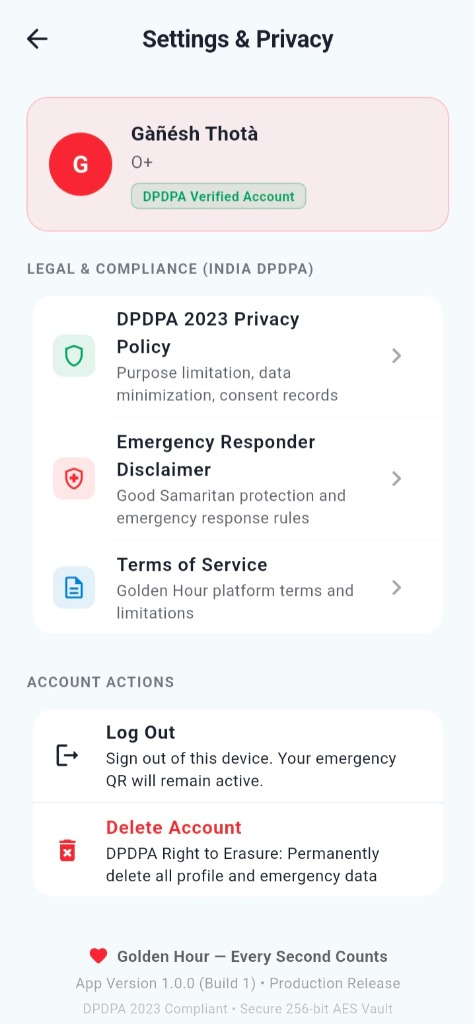 Settings & Privacy
Gàñésh Thotà
O+
G
DPDPA Verified Account
LEGAL & COMPLIANCE (INDIA DPDPA)
DPDPA 2023 Privacy
Policy
Purpose limitation, data
minimization, consent records
Emergency Responder
Disclaimer
Good Samaritan protection and
emergency response rules
Terms of Service
Golden Hour platform terms and
limitations
ACCOUNT ACTIONS
Log Out
Sign out of this device. Your emergency
QR will remain active.
Delete Account
DPDPA Right to Erasure: Permanently
delete all profile and emergency data
Golden Hour — Every Second Counts
App Version 1.0.0 (Build 1) • Production Release
DPDPA 2023 Compliant • Secure 256-bit AES Vault